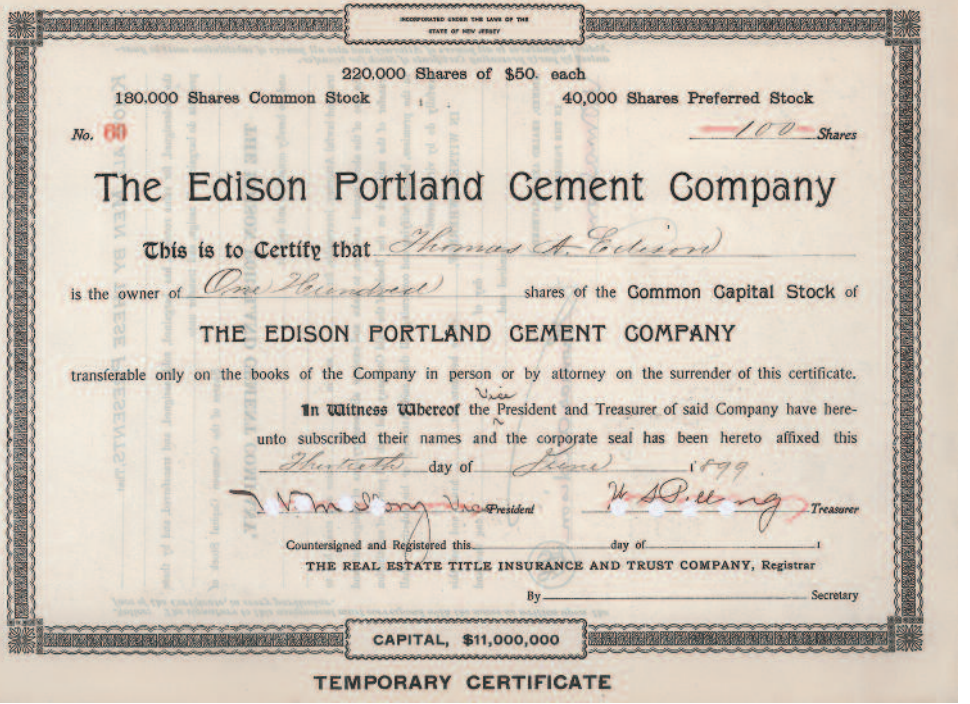 INCORPORATED UNDER THE LAWS OF THE
STATE OF NEW JERSEY
220,000 Shares of $50. each
180.000 Shares Common Stock 40,000 Shares Preferred Stock
No. 60 100 Shares
The Edison Portland Cement Company
This is to Certify that Thomas A. Edison
is the owner of One Hundred shares of the Common Capital Stock of
THE EDISON PORTLAND CEMENT COMPANY
transferable only on the books of the Company in person or by attorney on the surrender of this certificate.
Vice
In Witness Whereof the President and Treasurer of said Company have here-
unto subscribed their names and the corporate seal has been hereto affixed this
Thirtieth day of June 1899
Vice President Treasurer
Countersigned and Registered this day of 1
THE REAL ESTATE TITLE INSURANCE AND TRUST COMPANY, Registrar
By Secretary
CAPITAL, $11,000,000
TEMPORARY CERTIFICATE